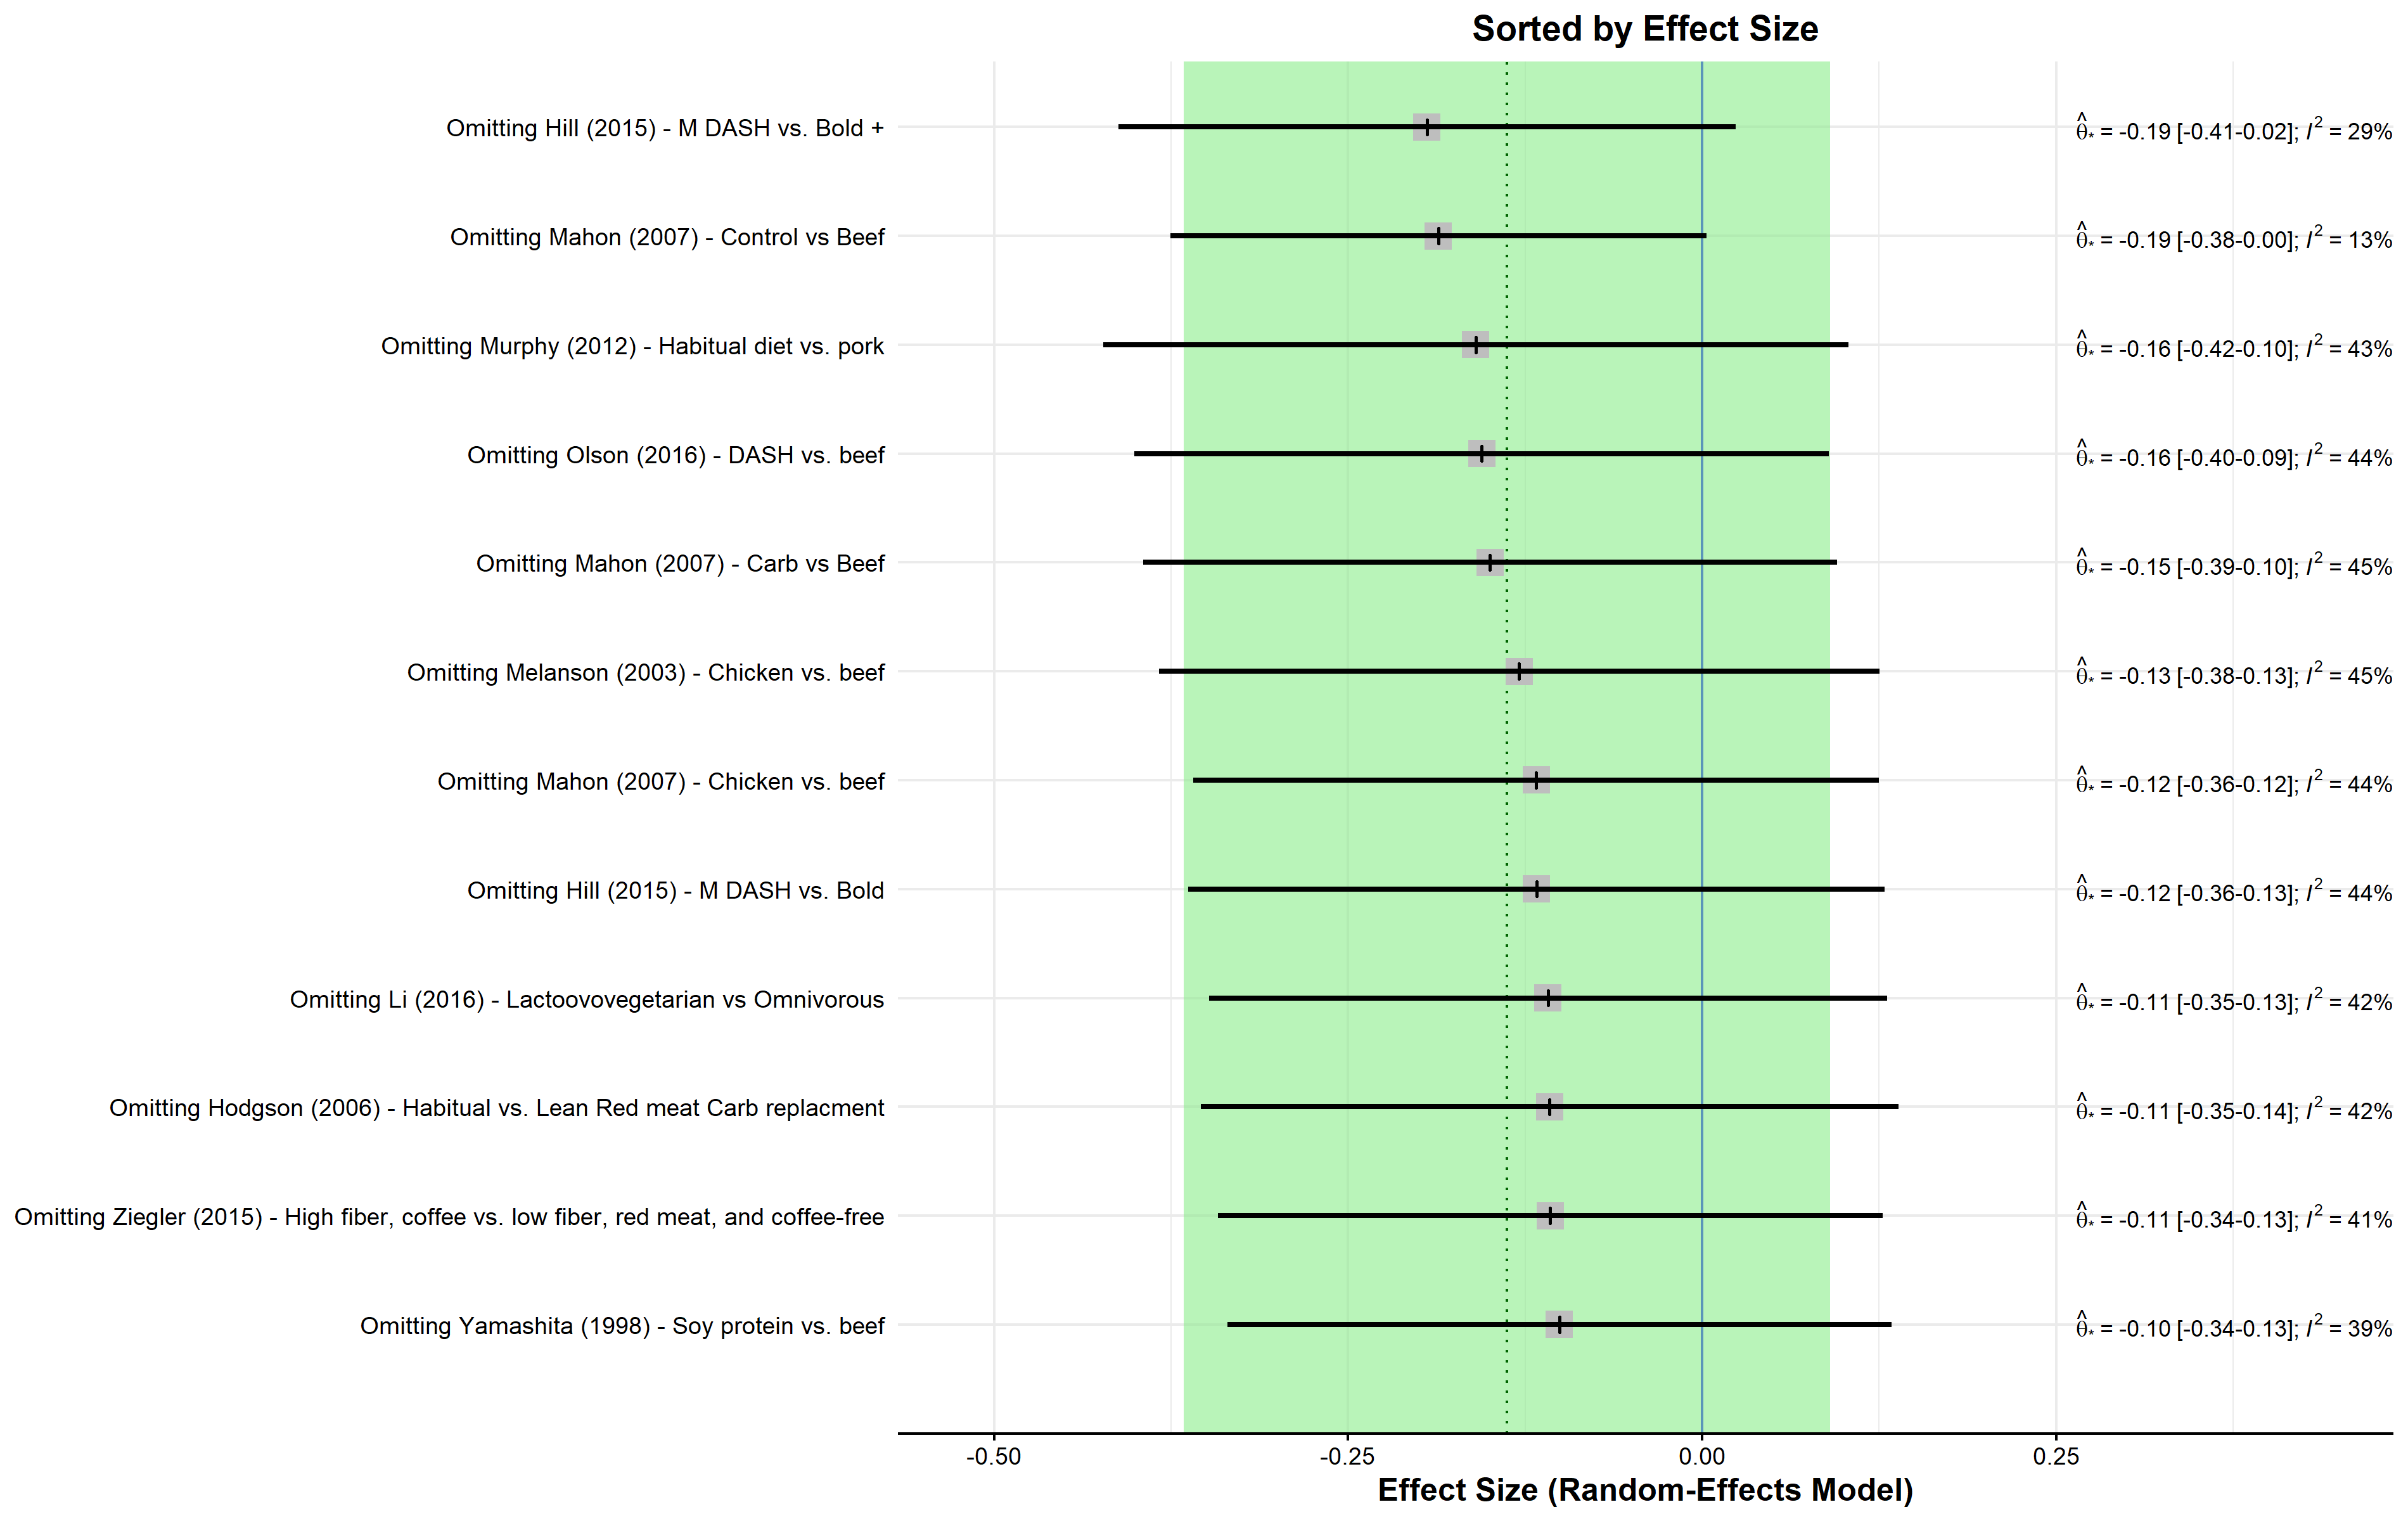 Sorted by Effect Size
Omitting Hill (2015) - M DASH vs. Bold + θ̂* = -0.19 [-0.41-0.02]; I² = 29%
Omitting Mahon (2007) - Control vs Beef θ̂* = -0.19 [-0.38-0.00]; I² = 13%
Omitting Murphy (2012) - Habitual diet vs. pork θ̂* = -0.16 [-0.42-0.10]; I² = 43%
Omitting Olson (2016) - DASH vs. beef θ̂* = -0.16 [-0.40-0.09]; I² = 44%
Omitting Mahon (2007) - Carb vs Beef θ̂* = -0.15 [-0.39-0.10]; I² = 45%
Omitting Melanson (2003) - Chicken vs. beef θ̂* = -0.13 [-0.38-0.13]; I² = 45%
Omitting Mahon (2007) - Chicken vs. beef θ̂* = -0.12 [-0.36-0.12]; I² = 44%
Omitting Hill (2015) - M DASH vs. Bold θ̂* = -0.12 [-0.36-0.13]; I² = 44%
Omitting Li (2016) - Lactoovovegetarian vs Omnivorous θ̂* = -0.11 [-0.35-0.13]; I² = 42%
Omitting Hodgson (2006) - Habitual vs. Lean Red meat Carb replacment θ̂* = -0.11 [-0.35-0.14]; I² = 42%
Omitting Ziegler (2015) - High fiber, coffee vs. low fiber, red meat, and coffee-free θ̂* = -0.11 [-0.34-0.13]; I² = 41%
Omitting Yamashita (1998) - Soy protein vs. beef θ̂* = -0.10 [-0.34-0.13]; I² = 39%
-0.50 -0.25 0.00 0.25
Effect Size (Random-Effects Model)